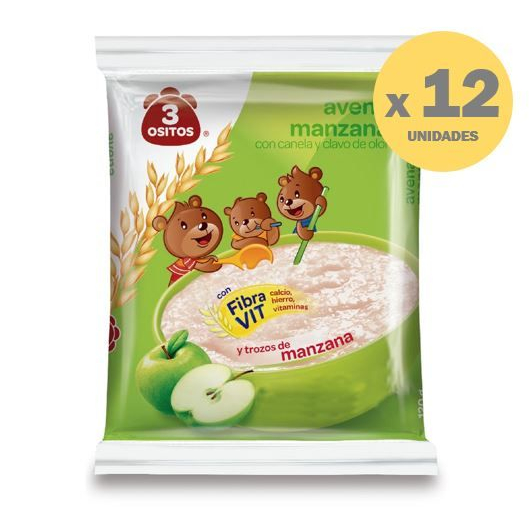 3
OSITOS
®
x 12
UNIDADES
manzana
con canela y clavo de olor
con
Fibra
VIT
calcio,
hierro,
vitaminas
y trozos de
manzana
avena